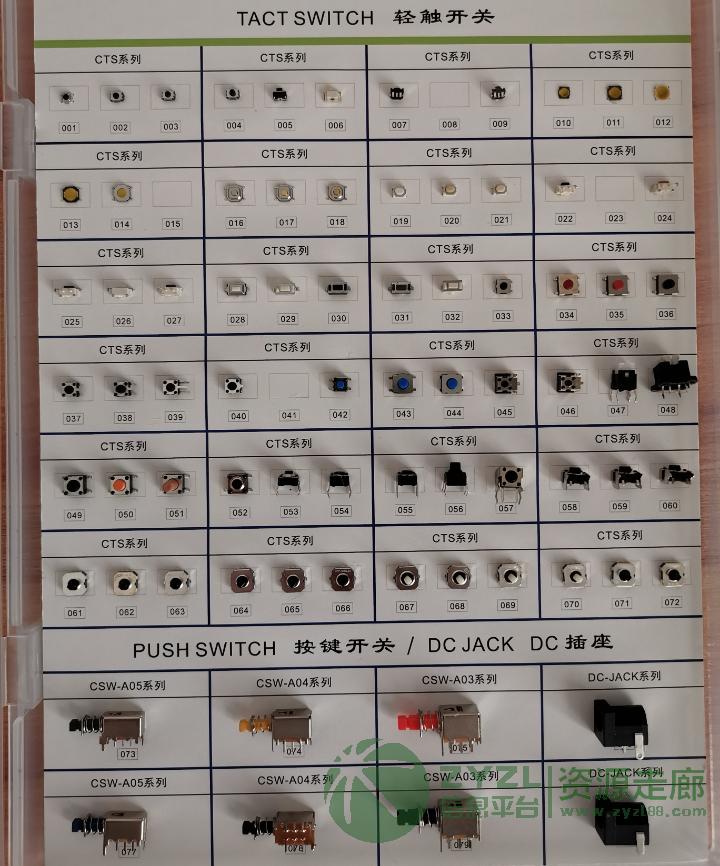 TACT SWITCH 轻触开关
CTS系列 CTS系列 CTS系列 CTS系列
001 002 003 004 005 006 007 008 009 010 011 012
CTS系列 CTS系列 CTS系列 CTS系列
013 014 015 016 017 018 019 020 021 022 023 024
CTS系列 CTS系列 CTS系列 CTS系列
025 026 027 028 029 030 031 032 033 034 035 036
CTS系列 CTS系列 CTS系列 CTS系列
037 038 039 040 041 042 043 044 045 046 047 048
CTS系列 CTS系列 CTS系列 CTS系列
049 050 051 052 053 054 055 056 057 058 059 060
CTS系列 CTS系列 CTS系列 CTS系列
061 062 063 064 065 066 067 068 069 070 071 072
PUSH SWITCH 按键开关 / DC JACK DC 插座
CSW-A05系列 CSW-A04系列 CSW-A03系列 DC-JACK系列
073 074 075
CSW-A05系列 CSW-A04系列 CSW-A03系列 DC-JACK系列
077 078 079
ZYZL 资源走廊
信息平台 www.zyzl88.com